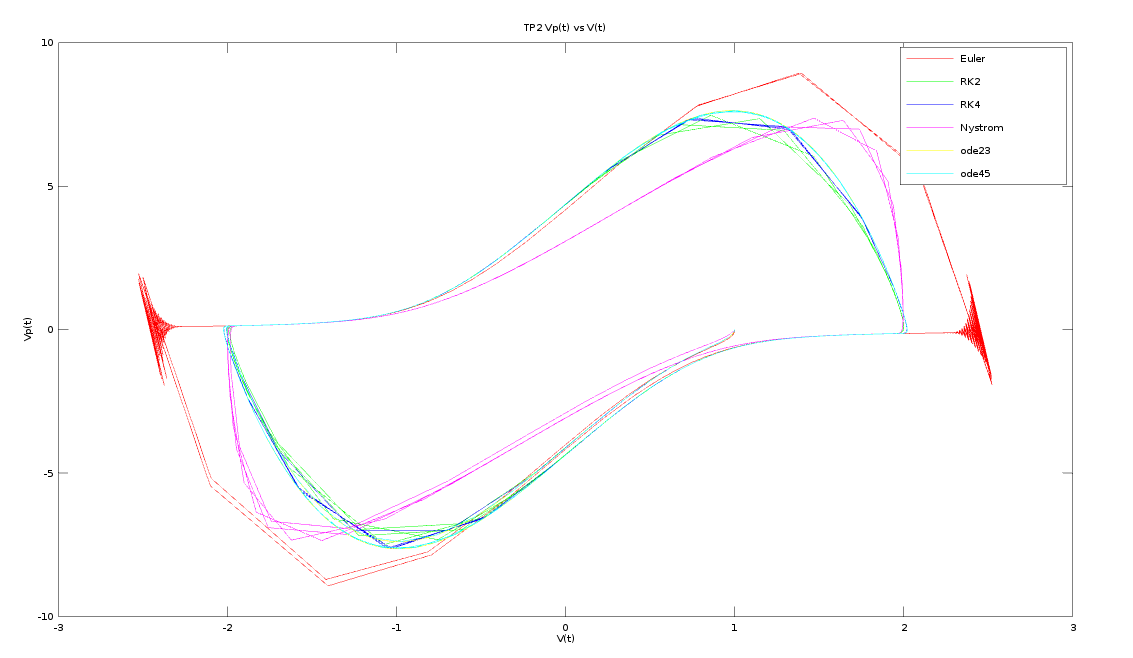 TP2 Vp(t) vs V(t)
10
5
0
-5
-10
Vp(t)
-3
-2
-1
0
1
2
3
V(t)
Euler
RK2
RK4
Nystrom
ode23
ode45